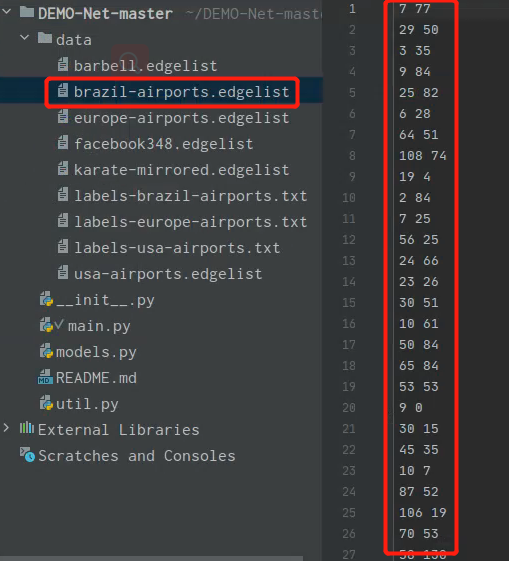 DEMO-Net-master ~/DEMO-Net-mast
data
barbell.edgelist
brazil-airports.edgelist
europe-airports.edgelist
facebook348.edgelist
karate-mirrored.edgelist
labels-brazil-airports.txt
labels-europe-airports.txt
labels-usa-airports.txt
usa-airports.edgelist
__init__.py
main.py
models.py
MD
README.md
util.py
External Libraries
Scratches and Consoles
1 7 77
2 29 50
3 3 35
4 9 84
5 25 82
6 6 28
7 64 51
8 108 74
9 19 4
10 2 84
11 7 25
12 56 25
13 24 66
14 23 26
15 30 51
16 10 61
17 50 84
18 65 84
19 53 53
20 9 0
21 30 15
22 45 35
23 10 7
24 87 52
25 106 19
26 70 53
27